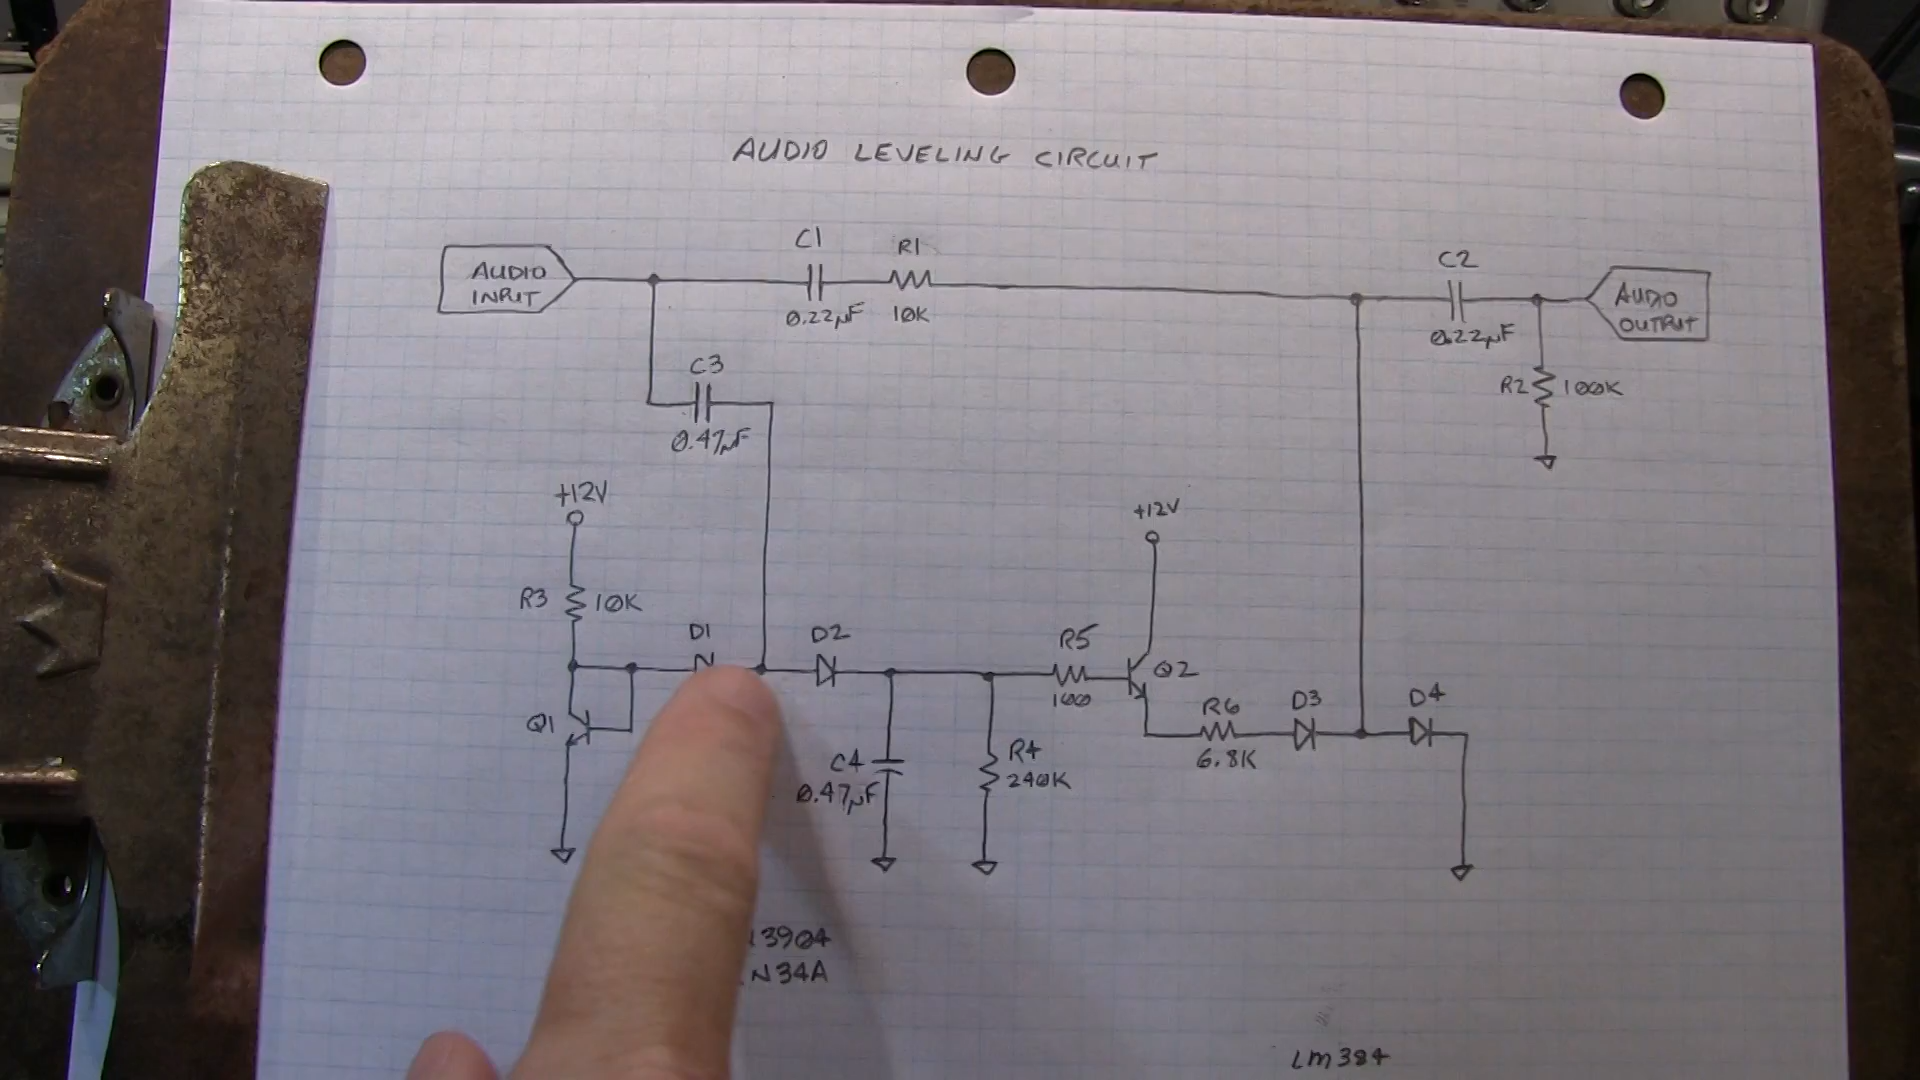 AUDIO LEVELING CIRCUIT
AUDIO
INPUT
C1
0.22µF
R1
10K
C2
0.22µF
AUDIO
OUTPUT
R2 100K
C3
0.47µF
+12V
R3 10K
D1
D2
Q1
C4
0.47µF
R4
240K
R5
100
+12V
Q2
R6
6.8K
D3
D4
3904
N34A
LM384